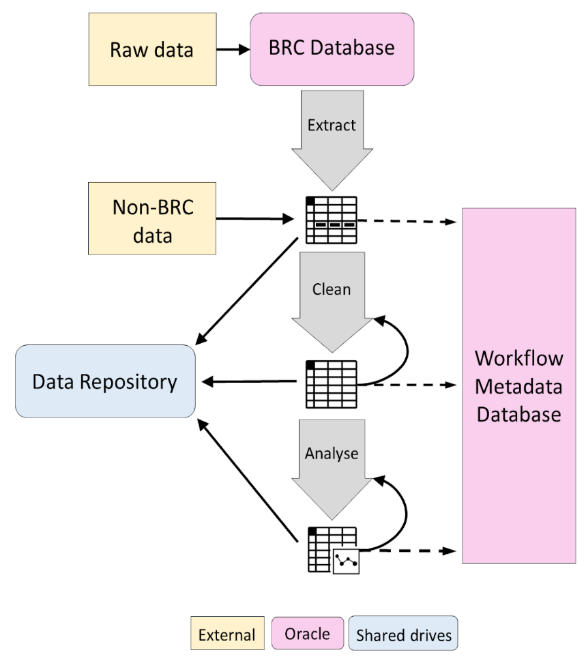 Raw data
BRC Database
Extract
Non-BRC
data
Clean
Data Repository
Workflow
Metadata
Database
Analyse
External
Oracle
Shared drives